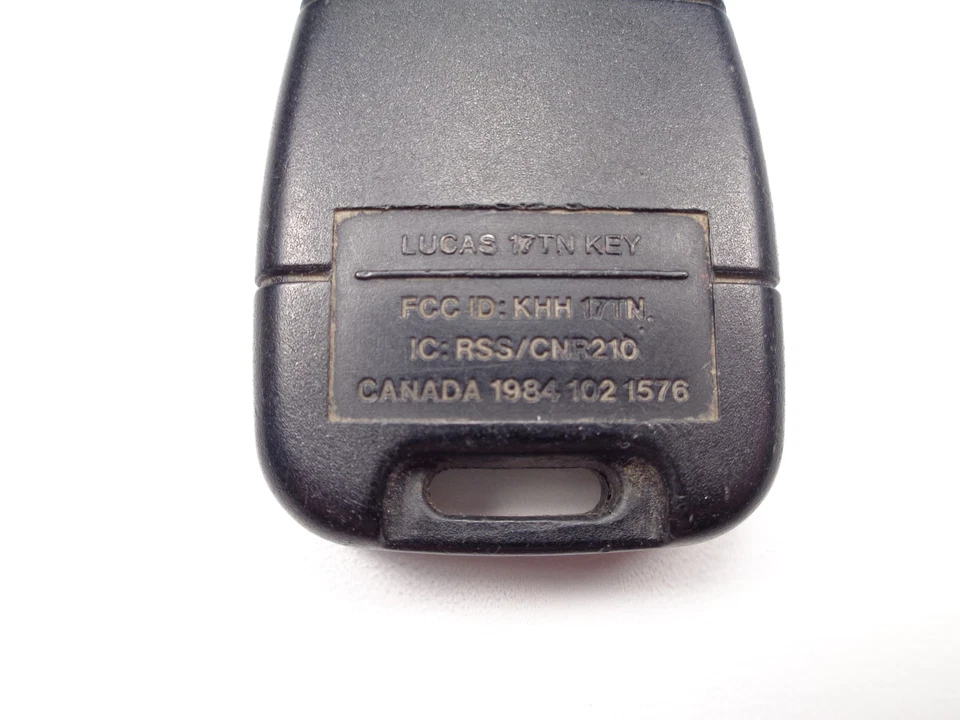 LUCAS 17TN KEY
FCC ID: KHH 17TN
IC: RSS/CNR210
CANADA 1984 102 1576